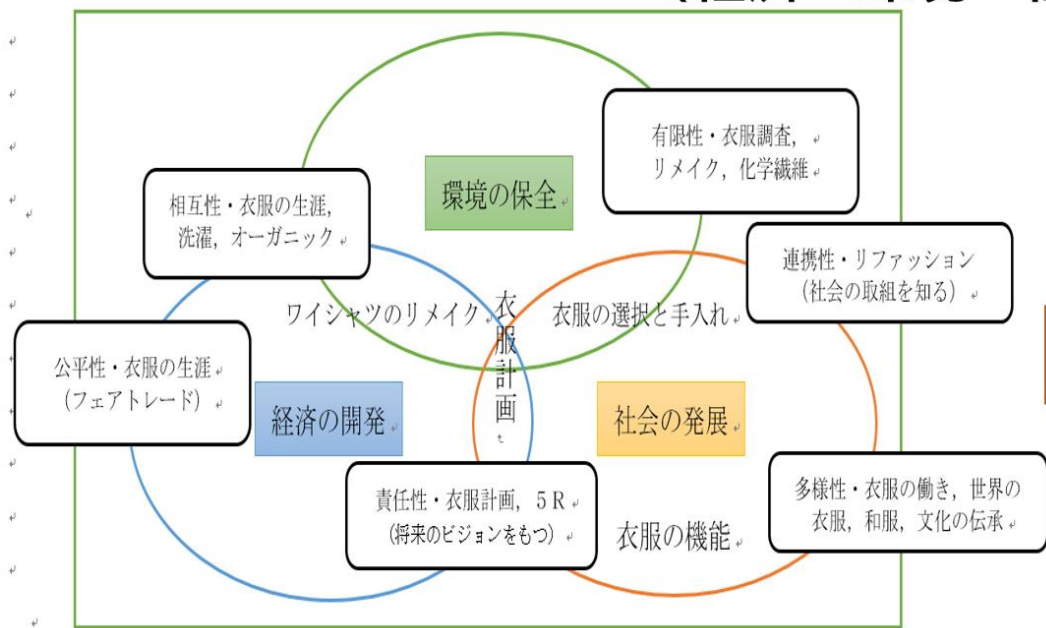 有限性・衣服調査,
リメイク, 化学繊維
環境の保全
相互性・衣服の生涯,
洗濯, オーガニック
連携性・リファッション
(社会の取組を知る)
ワイシャツのリメイク
衣服計画
衣服の選択と手入れ
公平性・衣服の生涯
(フェアトレード)
経済の開発
社会の発展
責任性・衣服計画, 5R
(将来のビジョンをもつ)
衣服の機能
多様性・衣服の働き, 世界の
衣服, 和服, 文化の伝承